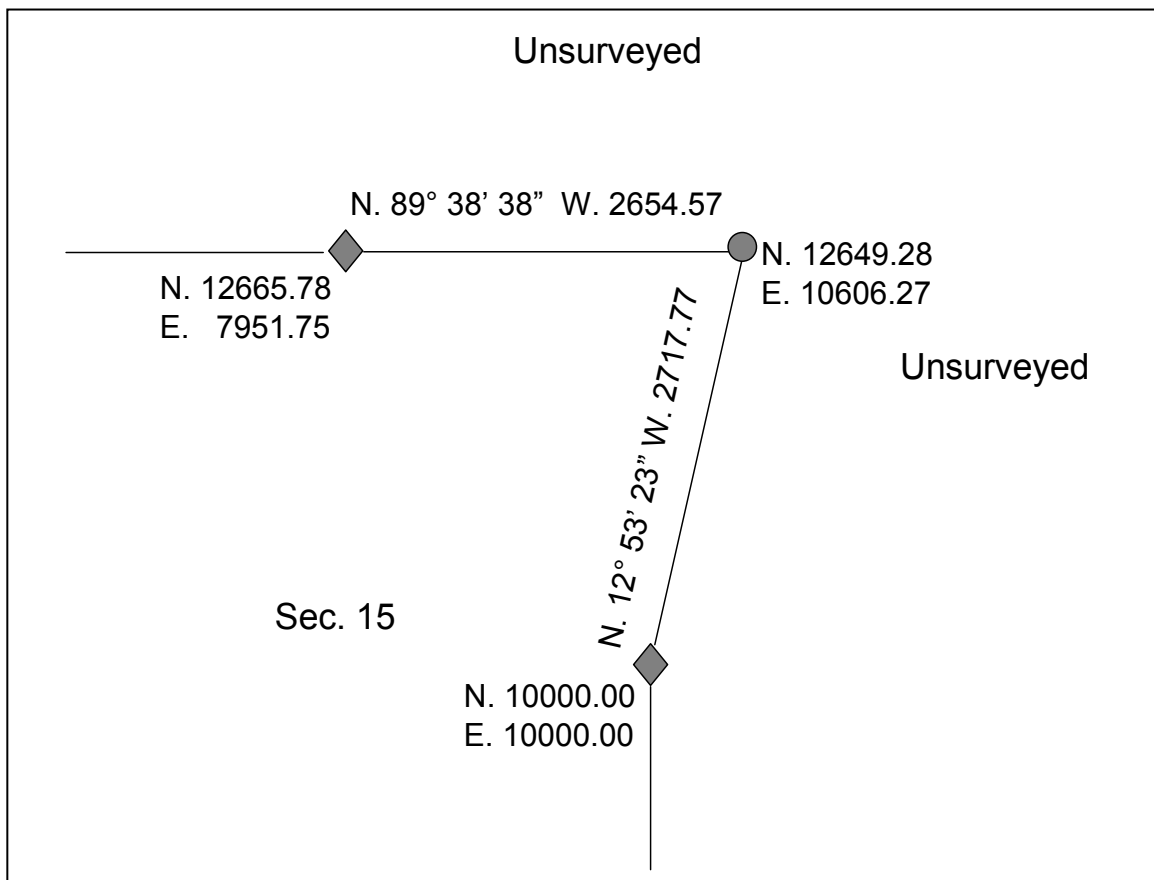 Unsurveyed
N. 89° 38’ 38” W. 2654.57
N. 12649.28
E. 10606.27
N. 12665.78
E. 7951.75
Unsurveyed
N. 12° 53’ 23” W. 2717.77
Sec. 15
N. 10000.00
E. 10000.00